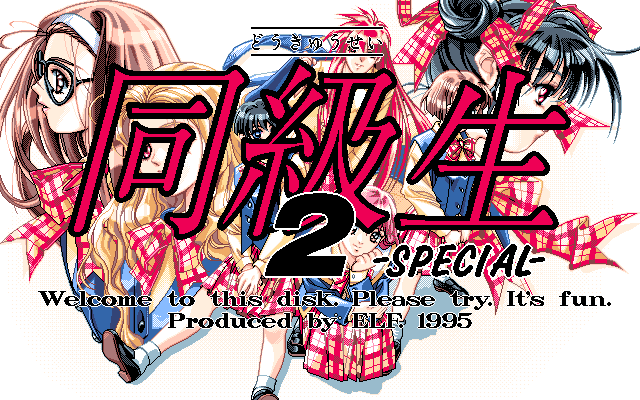 どうきゅうせい
同級生
2
-SPECIAL-
Welcome to this disk. Please try. It's fun.
Produced by ELF. 1995